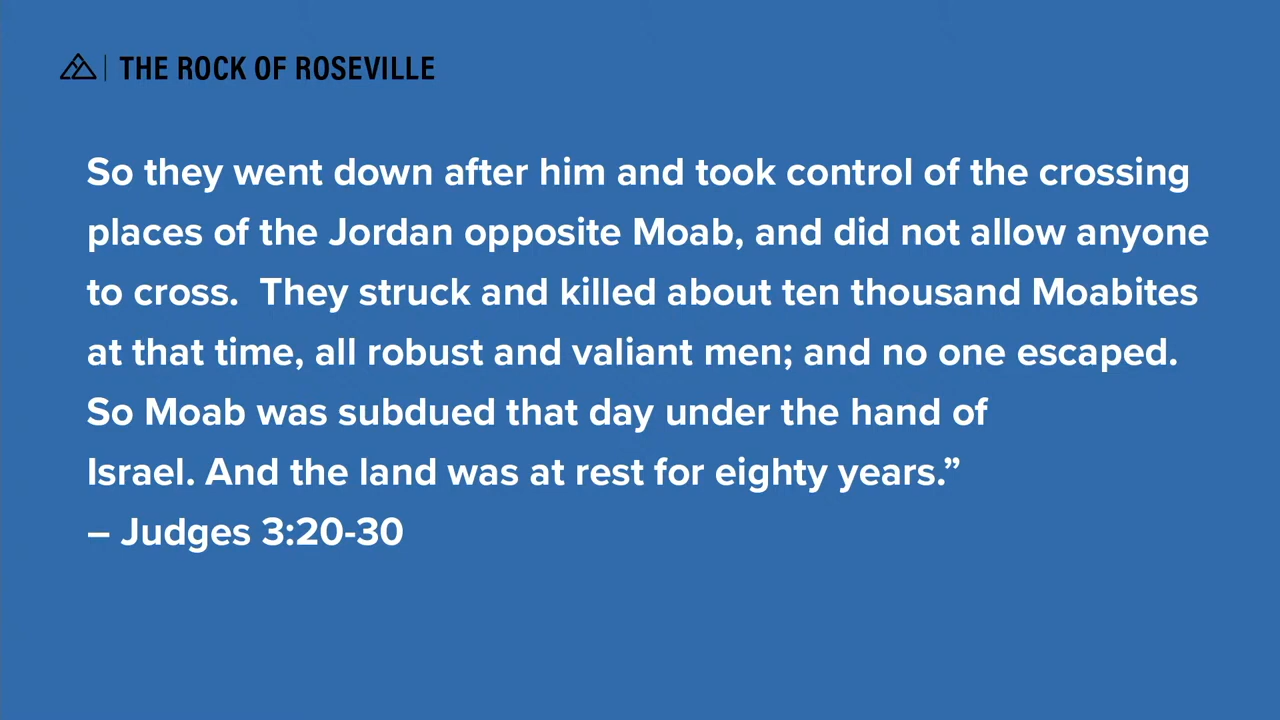 THE ROCK OF ROSEVILLE
So they went down after him and took control of the crossing
places of the Jordan opposite Moab, and did not allow anyone
to cross.  They struck and killed about ten thousand Moabites
at that time, all robust and valiant men; and no one escaped.
So Moab was subdued that day under the hand of
Israel. And the land was at rest for eighty years.”
– Judges 3:20-30